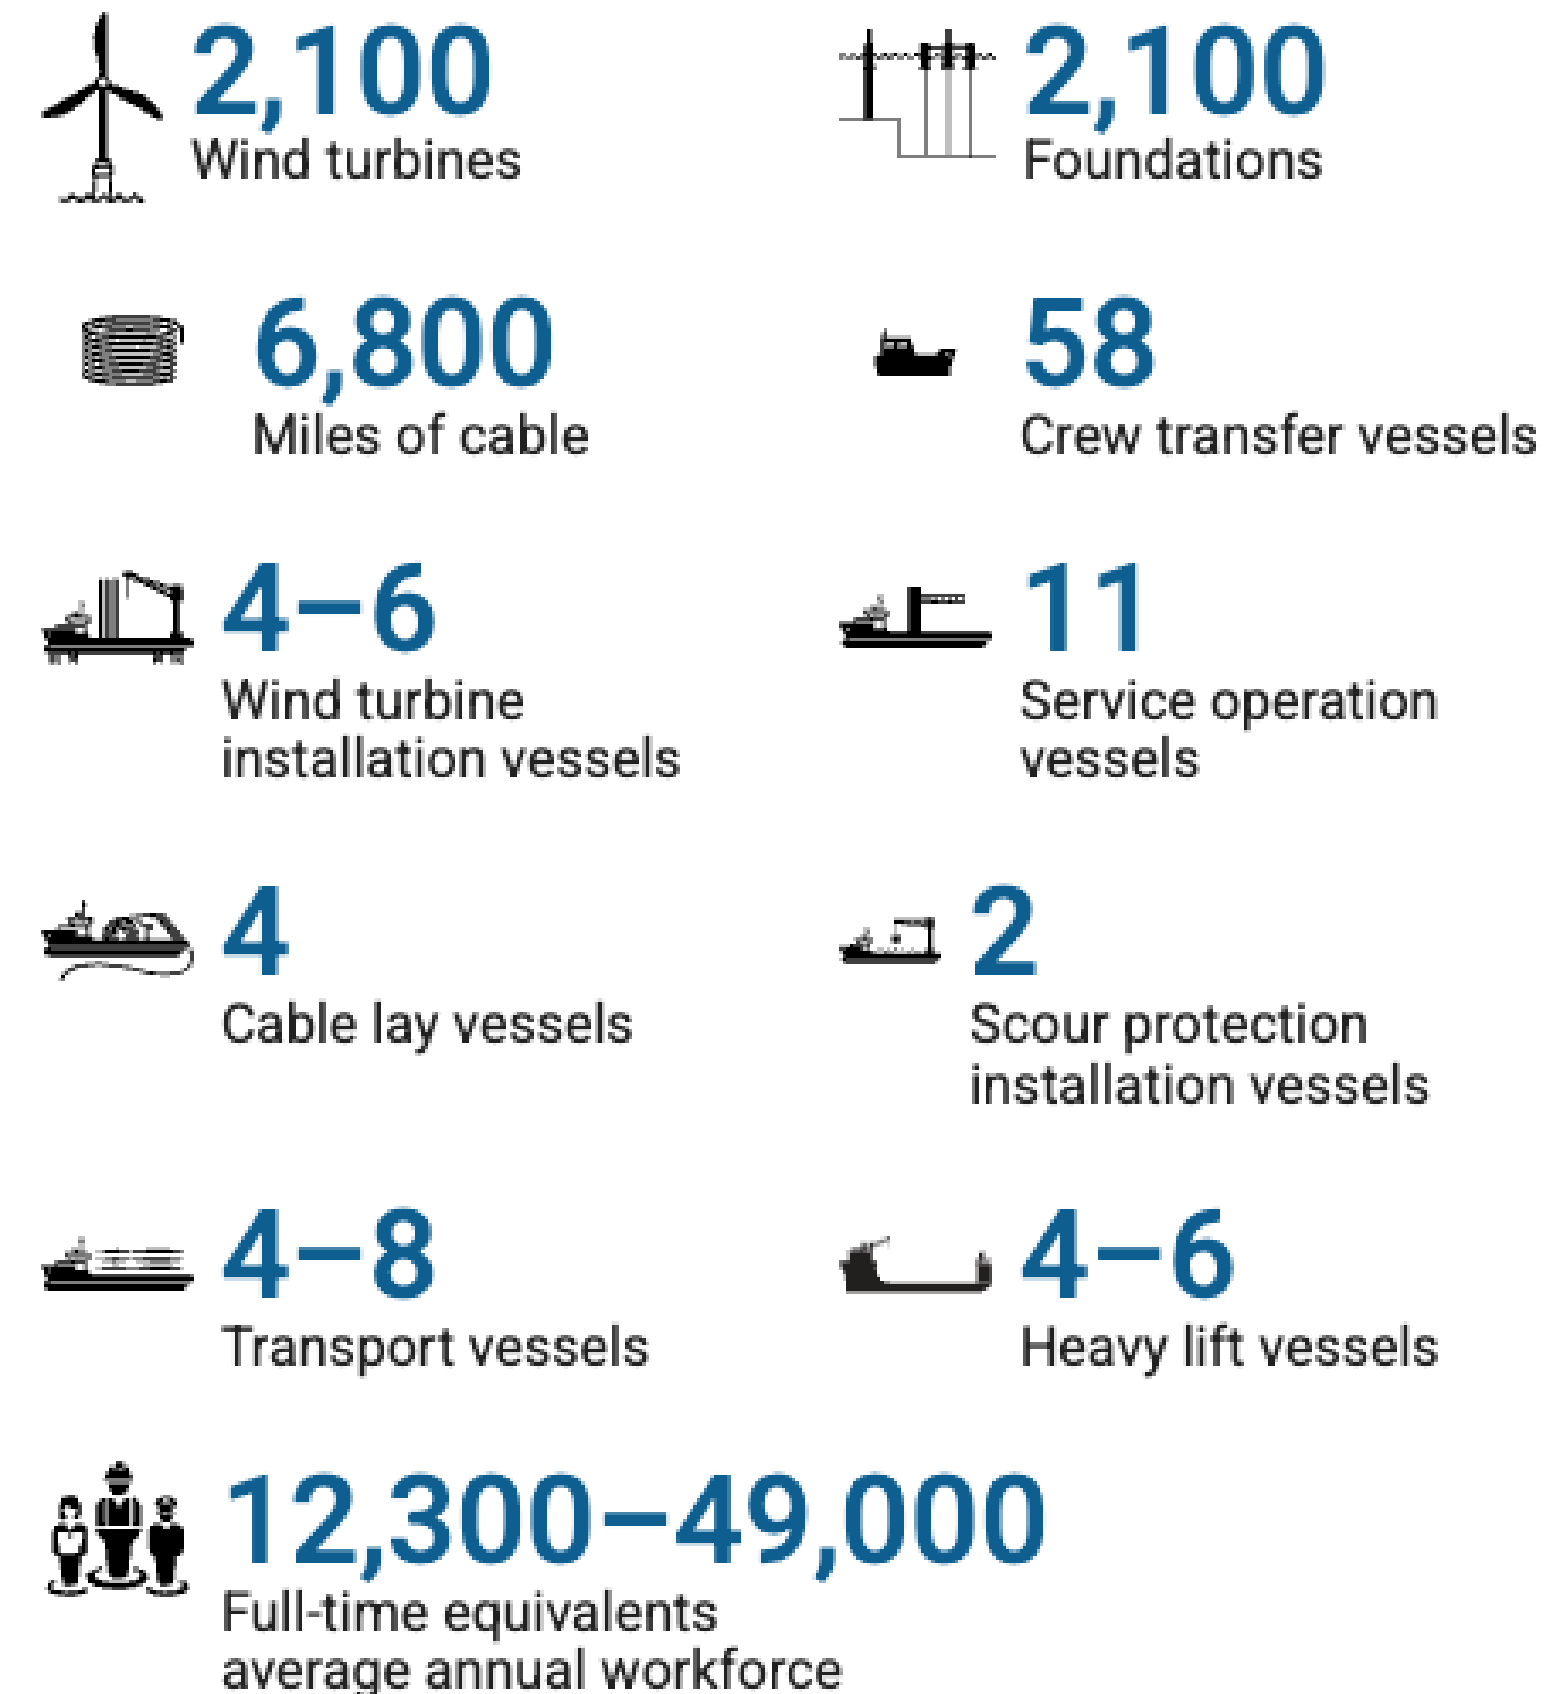 2,100
Wind turbines
2,100
Foundations
6,800
Miles of cable
58
Crew transfer vessels
4–6
Wind turbine
installation vessels
11
Service operation
vessels
4
Cable lay vessels
2
Scour protection
installation vessels
4–8
Transport vessels
4–6
Heavy lift vessels
12,300–49,000
Full-time equivalents
average annual workforce